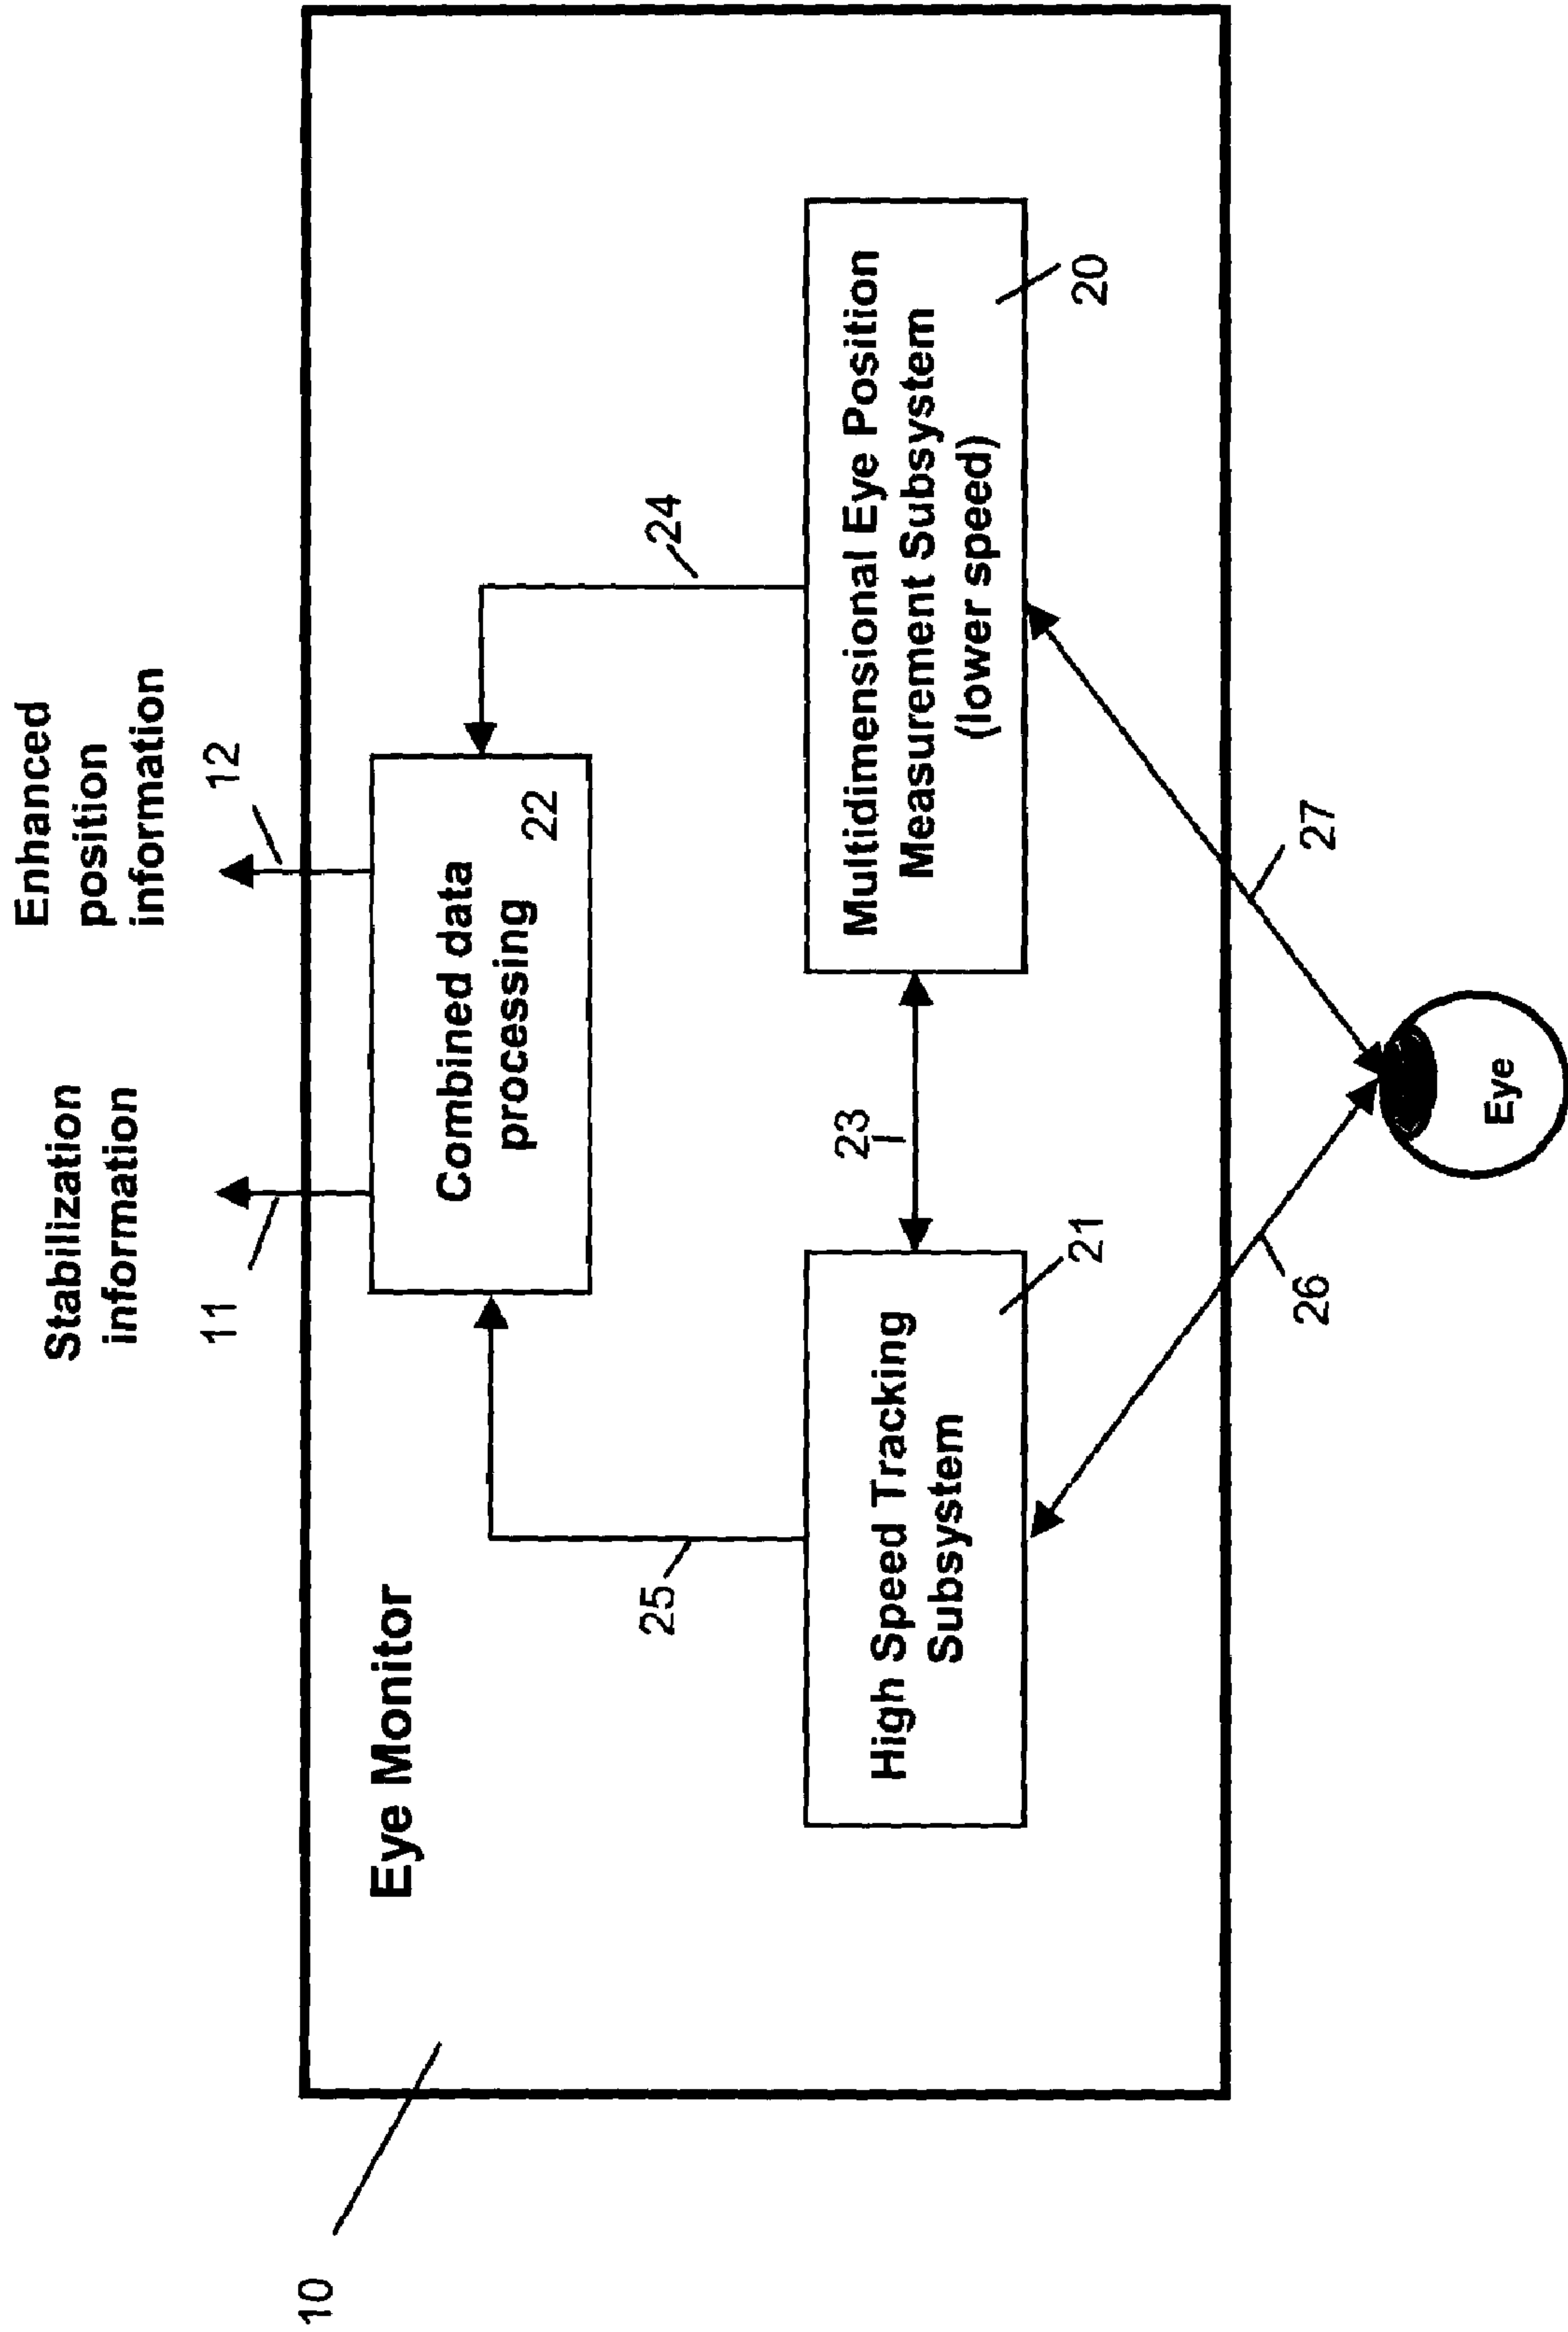 Stabilization
information
Enhanced
position
information
11
12
10
Eye Monitor
Combined data
processing
22
25
24
23
High Speed Tracking
Subsystem
21
Multidimensional Eye Position
Measurement Subsystem
(lower speed)
20
26
27
Eye